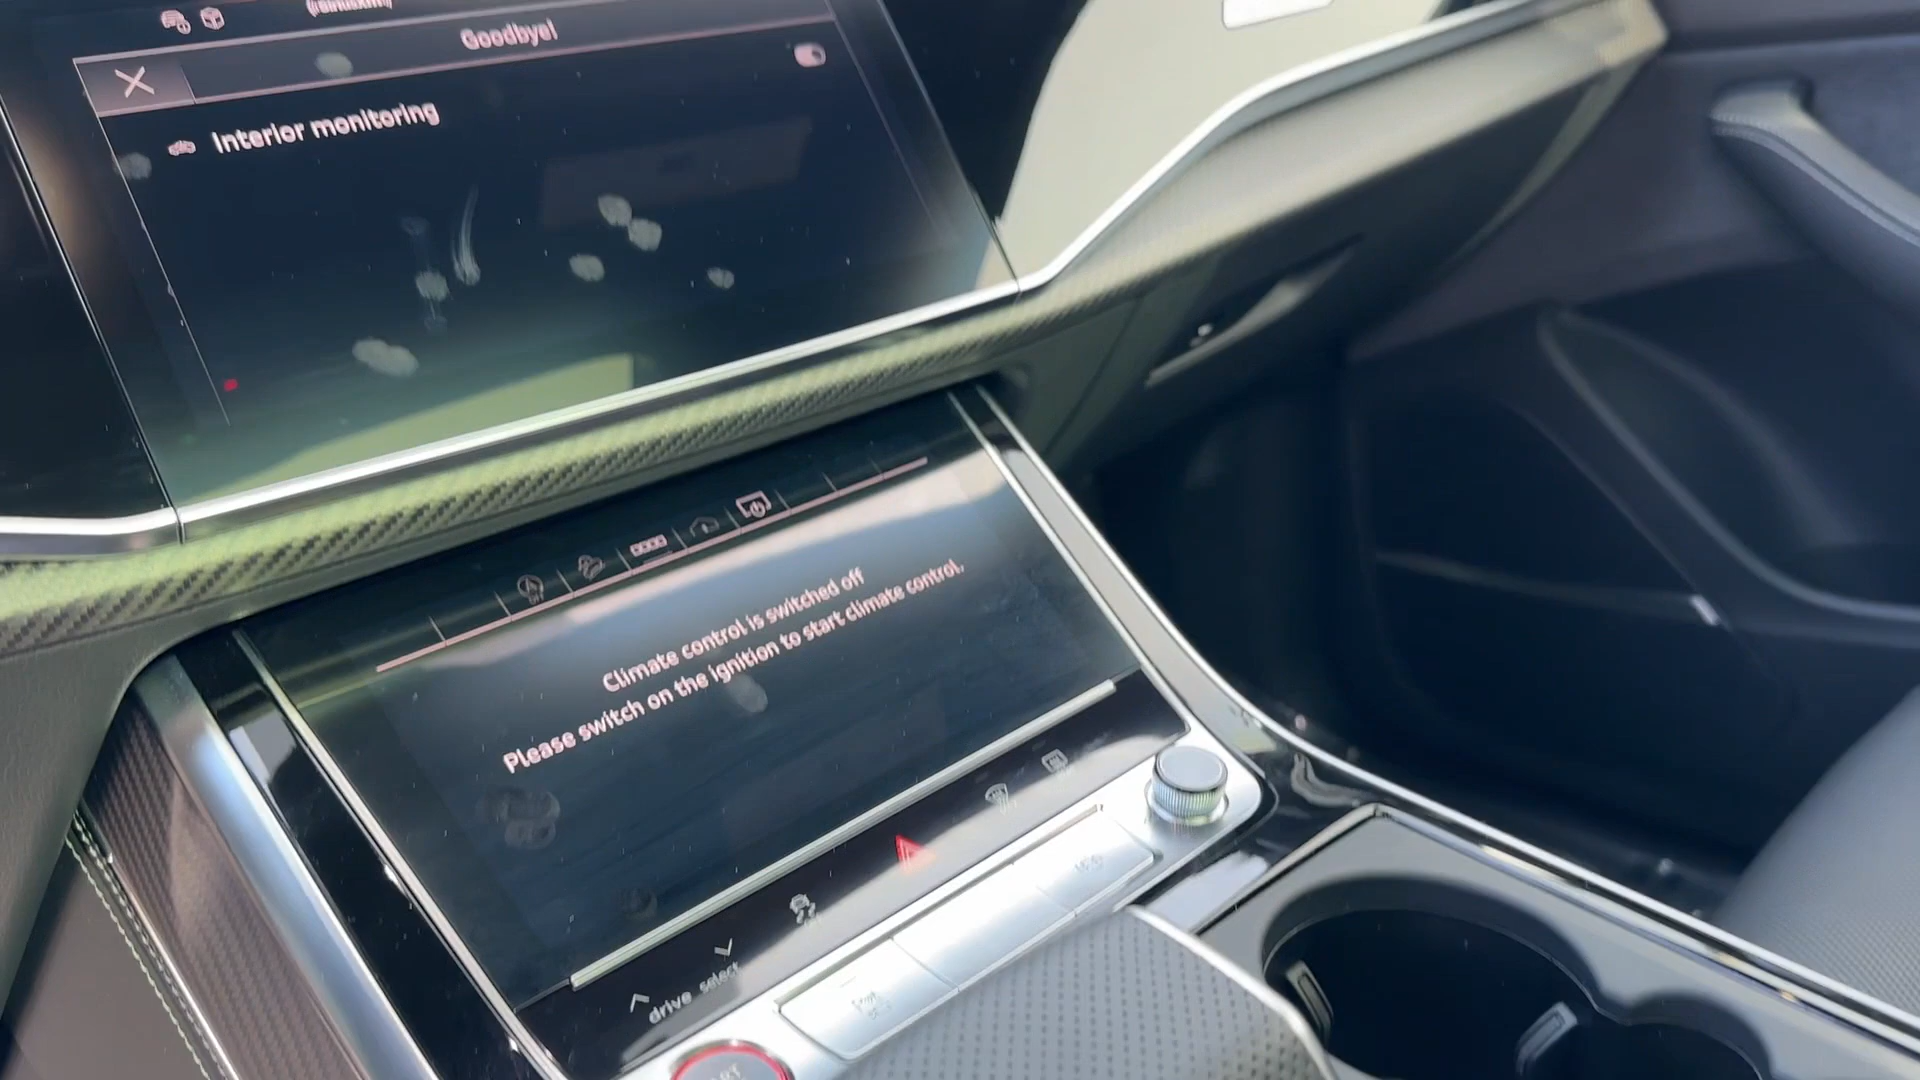 Goodbye!
Interior monitoring
OFF
Climate control is switched off
Please switch on the ignition to start climate control.
drive select